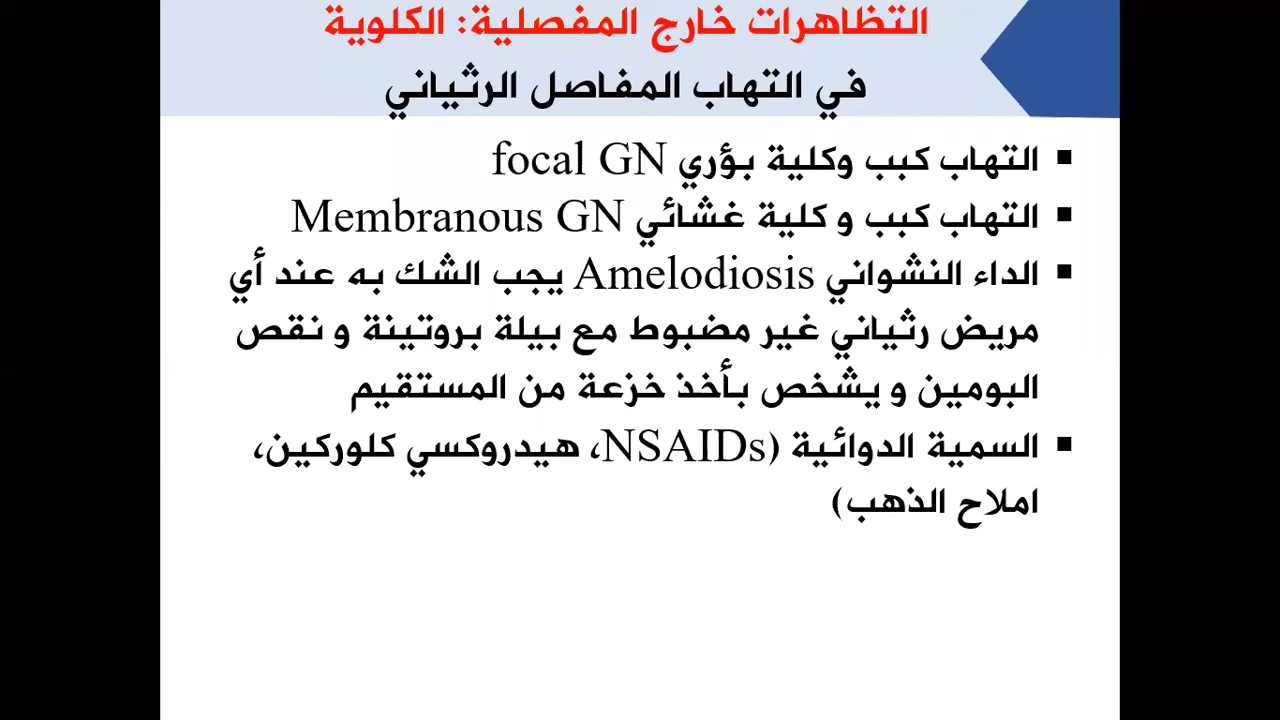 التظاهرات خارج المفصلية: الكلوية
في التهاب المفاصل الرثياني
▪ التهاب كبب وكلية بؤري focal GN
▪ التهاب كبب و كلية غشائي Membranous GN
▪ الداء النشواني Amelodiosis يجب الشك به عند أي
مريض رثياني غير مضبوط مع بيلة بروتينة و نقص
البومين و يشخص بأخذ خزعة من المستقيم
▪ السمية الدوائية (NSAIDs، هيدروكسي كلوركين،
املاح الذهب)